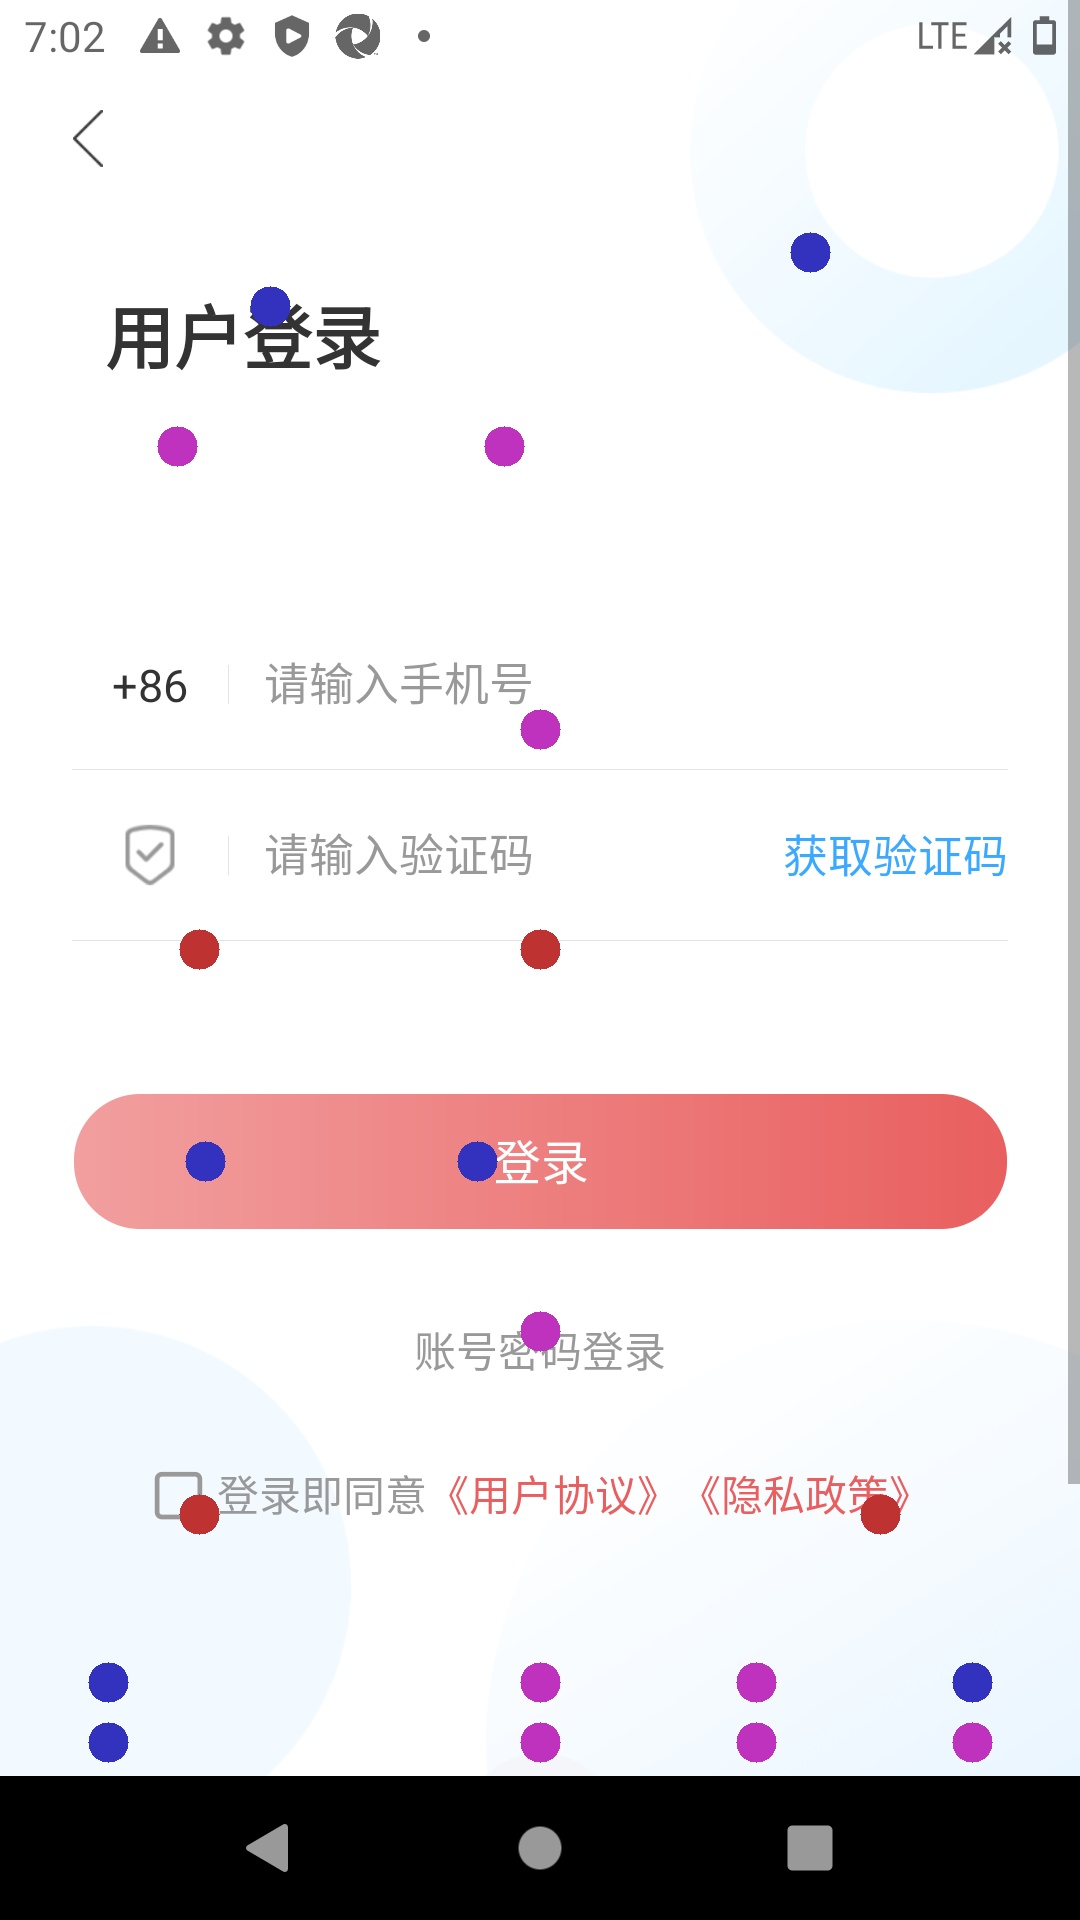 7:02 LTE
用户登录
+86 请输入手机号
请输入验证码 获取验证码
登录
账号密码登录
登录即同意《用户协议》《隐私政策》